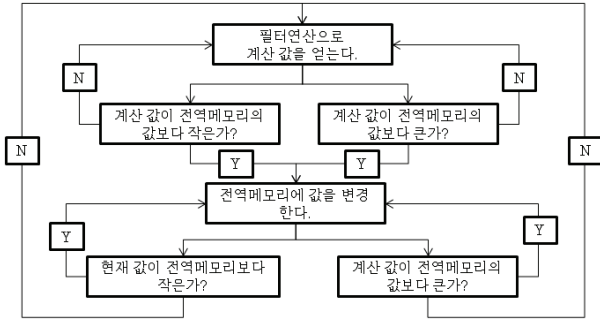 필터연산으로
계산 값을 얻는다.
N
N
계산 값이 전역메모리의
값보다 작은가?
계산 값이 전역메모리의
값보다 큰가?
N
N
Y
Y
전역메모리에 값을 변경
한다.
Y
Y
현재 값이 전역메모리보다
작은가?
계산 값이 전역메모리의
값보다 큰가?